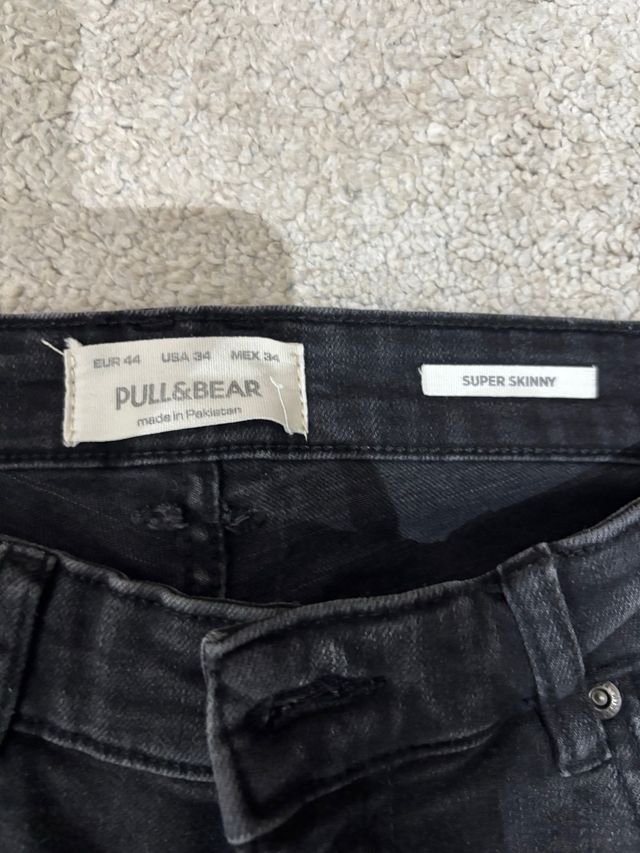 EUR 44 USA 34 MEX 34
PULL&BEAR
made in Pakistan
SUPER SKINNY